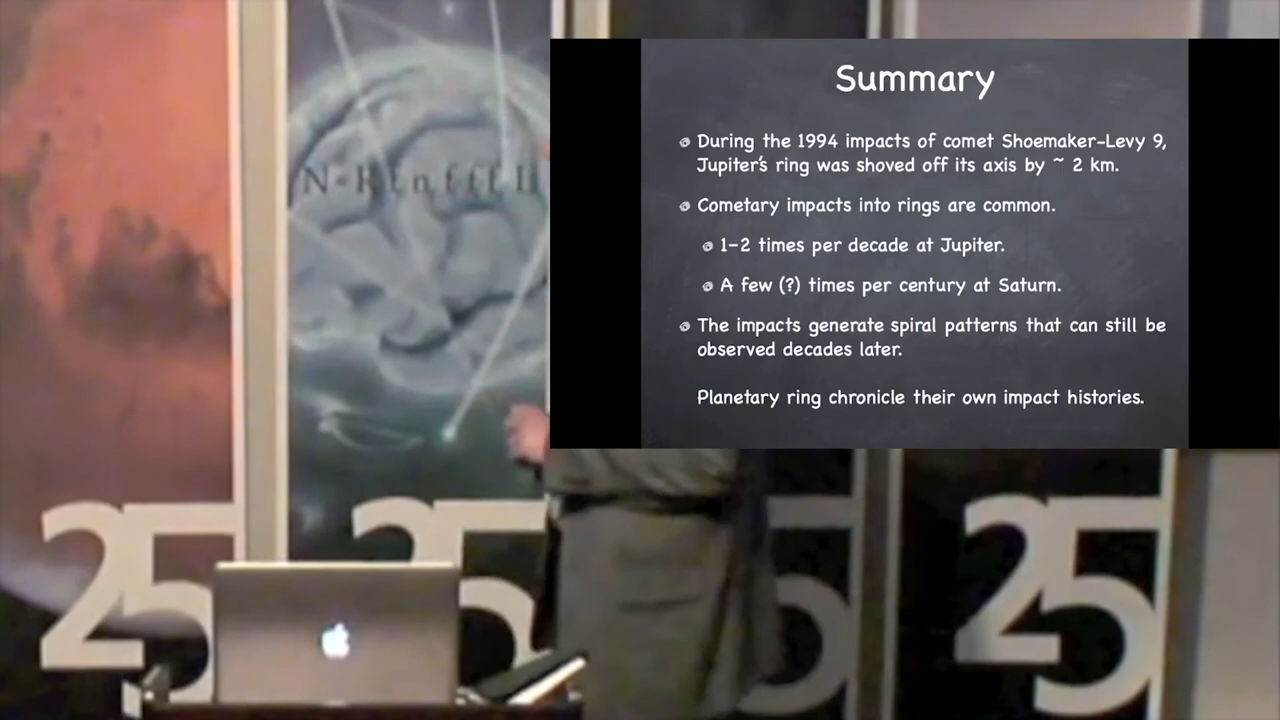 Summary
During the 1994 impacts of comet Shoemaker-Levy 9,
Jupiter's ring was shoved off its axis by ~ 2 km.
Cometary impacts into rings are common.
1-2 times per decade at Jupiter.
A few (?) times per century at Saturn.
The impacts generate spiral patterns that can still be
observed decades later.
Planetary ring chronicle their own impact histories.
25
25
25
25